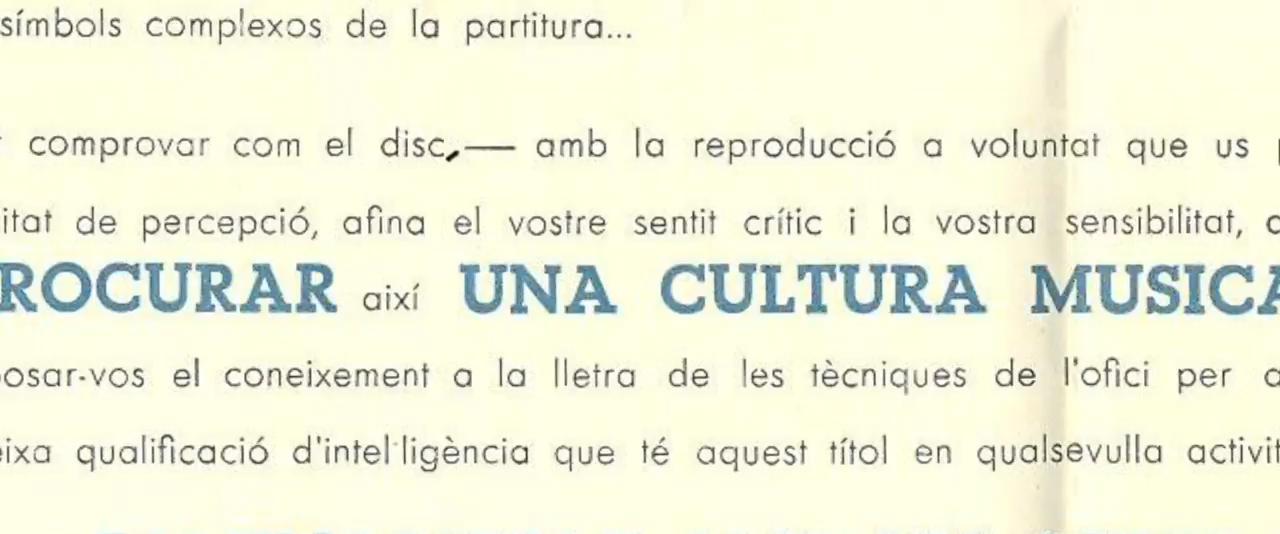 símbols complexos de la partitura...
comprovar com el disc,— amb la reproducció a voluntat que us
itat de percepció, afina el vostre sentit crític i la vostra sensibilitat,
ROCURAR així UNA CULTURA MUSICA
osar-vos el coneixement a la lletra de les tècniques de l'ofici per
eixa qualificació d'intel·ligència que té aquest títol en qualsevulla activit